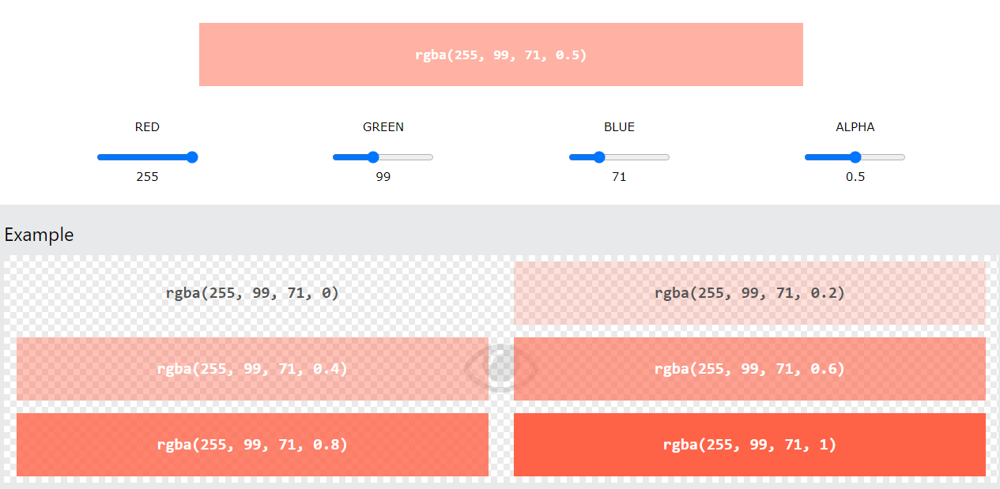 rgba(255, 99, 71, 0.5)
RED GREEN BLUE ALPHA
255 99 71 0.5
Example
rgba(255, 99, 71, 0) rgba(255, 99, 71, 0.2)
rgba(255, 99, 71, 0.4) rgba(255, 99, 71, 0.6)
rgba(255, 99, 71, 0.8) rgba(255, 99, 71, 1)